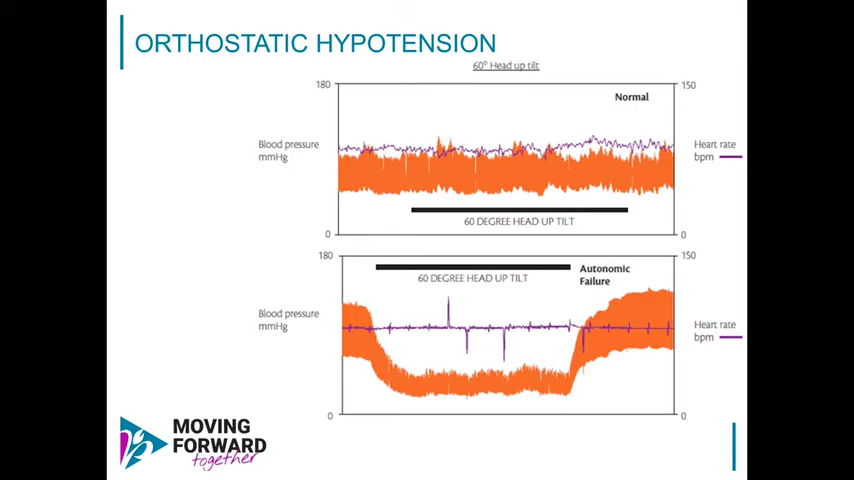 ORTHOSTATIC HYPOTENSION
60° Head up tilt
180
150
Normal
Blood pressure
mmHg
Heart rate
bpm
60 DEGREE HEAD UP TILT
0
0
180
150
60 DEGREE HEAD UP TILT
Autonomic
Failure
Blood pressure
mmHg
Heart rate
bpm
0
0
MOVING
FORWARD
together